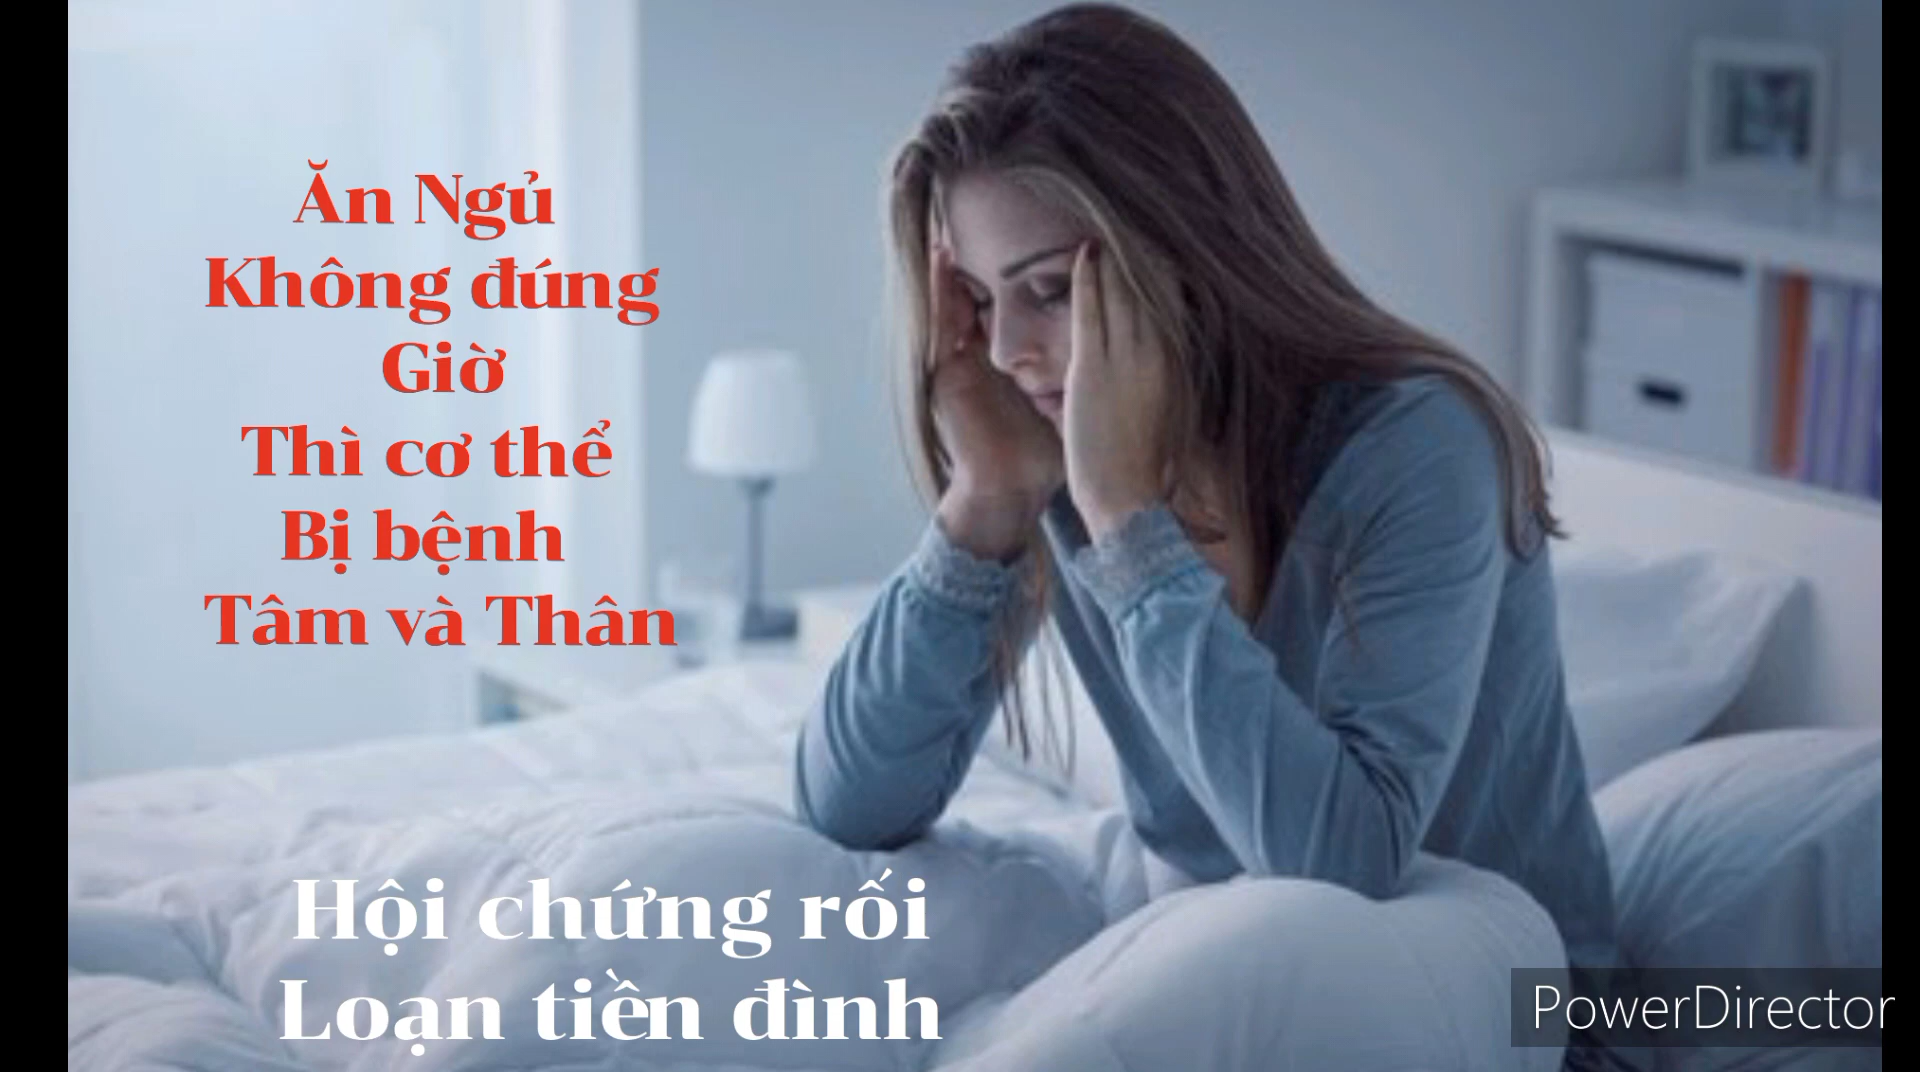 Ăn Ngủ
Không đúng
Giờ
Thì cơ thể
Bị bệnh
Tâm và Thân
Hội chứng rối
Loạn tiền đình
PowerDirector